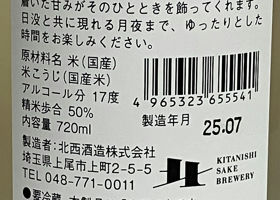 着いた甘みがそのひとときを飾ってくれます。
日没と共に現れる月夜まで、ゆったりとした
時間をお楽しみください。
原材料名 米（国産）
米こうじ（国産米）
アルコール分 17度
精米歩合 50%
内容量 720ml
4965323655541
製造年月 25.07
製造者：北西酒造株式会社
埼玉県上尾市上町2-5-5
TEL 048-771-0011
KITANISHI
SAKE
BREWERY